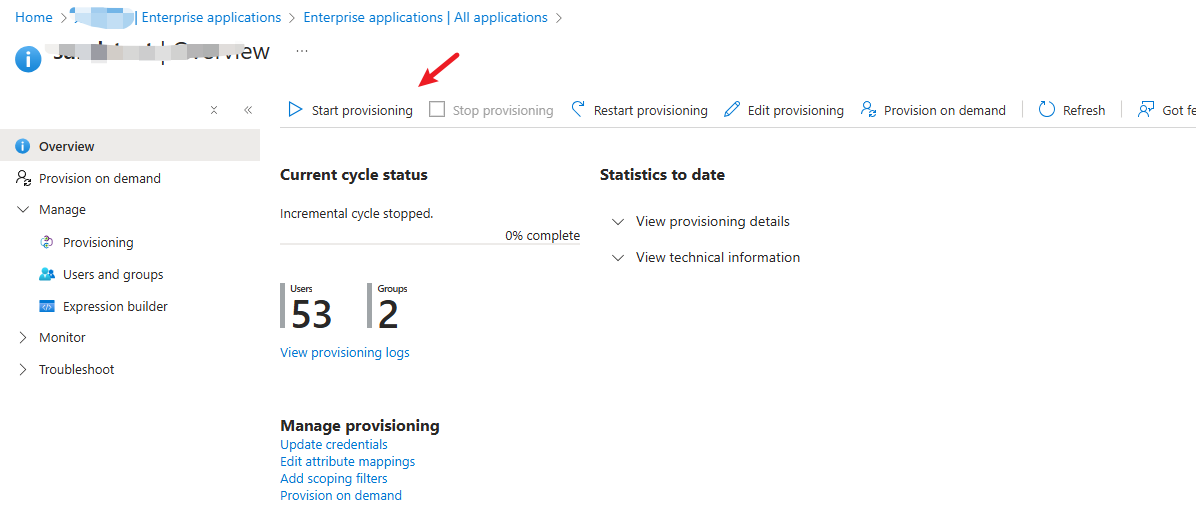 Home > | Enterprise applications > Enterprise applications | All applications >
| Overview ...
Start provisioning Stop provisioning Restart provisioning Edit provisioning Provision on demand Refresh Got fe
Overview
Provision on demand
Manage
Provisioning
Users and groups
Expression builder
Monitor
Troubleshoot
Current cycle status
Incremental cycle stopped.
0% complete
Users
53
Groups
2
View provisioning logs
Statistics to date
View provisioning details
View technical information
Manage provisioning
Update credentials
Edit attribute mappings
Add scoping filters
Provision on demand